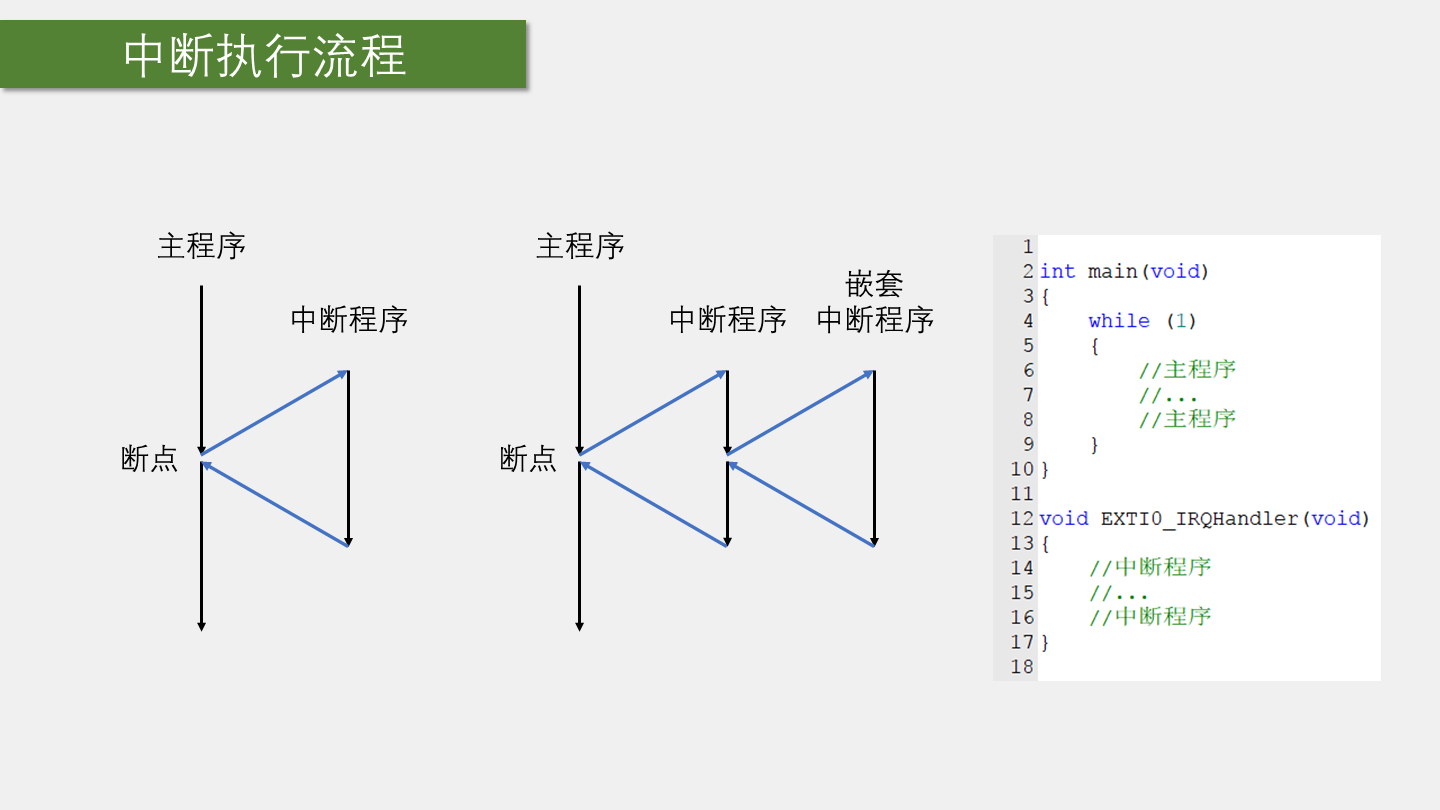 中断执行流程
主程序
中断程序
断点
主程序
中断程序
嵌套
中断程序
断点
1
2 int main(void)
3 {
4     while (1)
5     {
6         //主程序
7         //...
8         //主程序
9     }
10 }
11
12 void EXTI0_IRQHandler(void)
13 {
14     //中断程序
15     //...
16     //中断程序
17 }
18